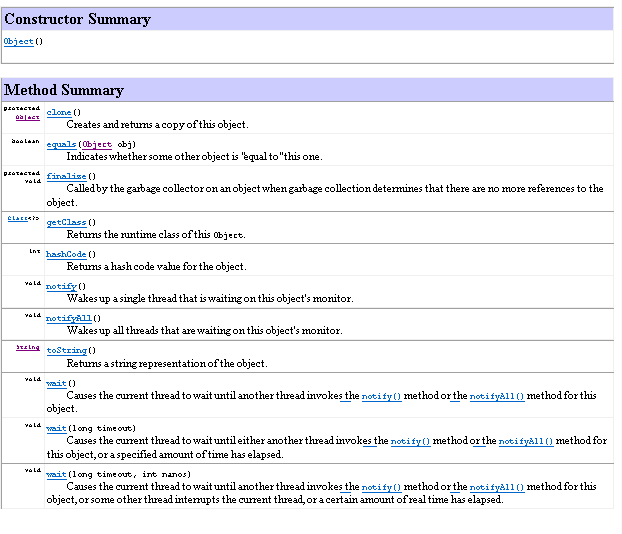 Constructor Summary
Object()
Method Summary
protected Object clone()
Creates and returns a copy of this object.
boolean equals(Object obj)
Indicates whether some other object is "equal to" this one.
protected void finalize()
Called by the garbage collector on an object when garbage collection determines that there are no more references to the
object.
Class<?> getClass()
Returns the runtime class of this Object.
int hashCode()
Returns a hash code value for the object.
void notify()
Wakes up a single thread that is waiting on this object's monitor.
void notifyAll()
Wakes up all threads that are waiting on this object's monitor.
String toString()
Returns a string representation of the object.
void wait()
Causes the current thread to wait until another thread invokes the notify() method or the notifyAll() method for this
object.
void wait(long timeout)
Causes the current thread to wait until either another thread invokes the notify() method or the notifyAll() method for
this object, or a specified amount of time has elapsed.
void wait(long timeout, int nanos)
Causes the current thread to wait until another thread invokes the notify() method or the notifyAll() method for this
object, or some other thread interrupts the current thread, or a certain amount of real time has elapsed.